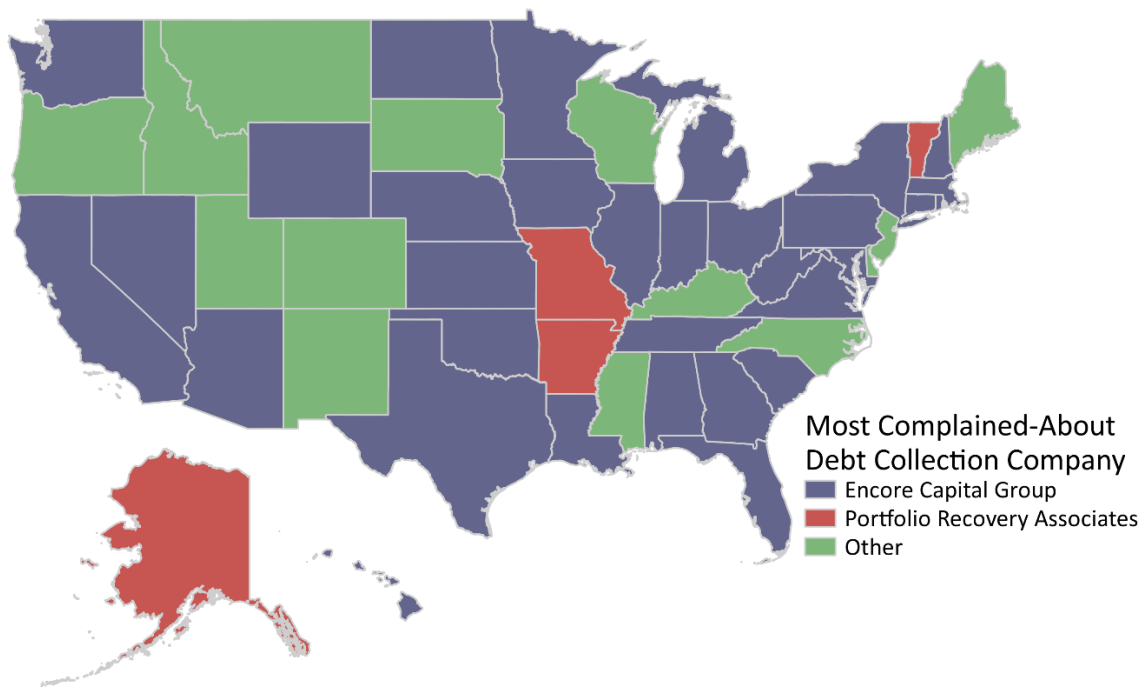 Most Complained-About
Debt Collection Company
Encore Capital Group
Portfolio Recovery Associates
Other